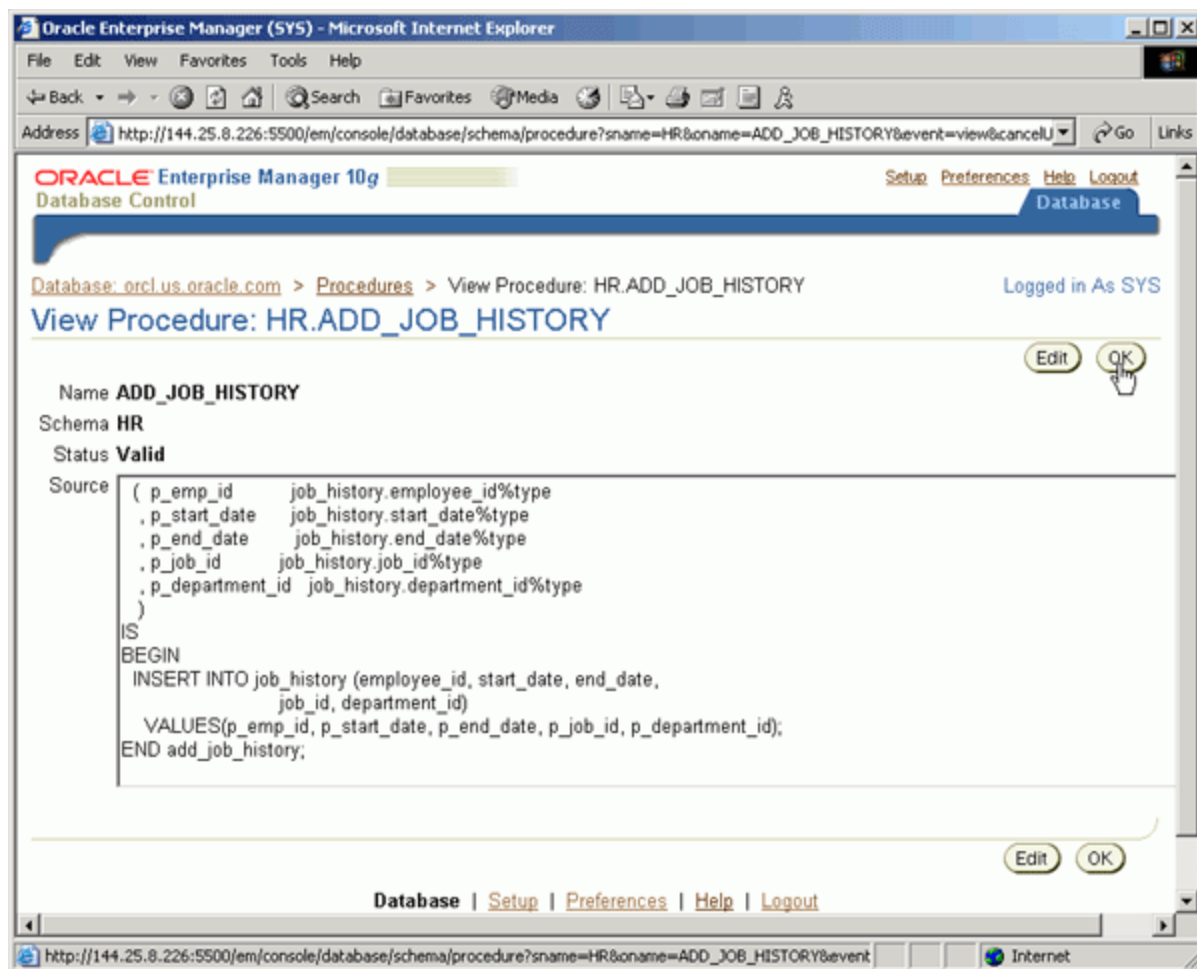 Oracle Enterprise Manager (SYS) - Microsoft Internet Explorer
File Edit View Favorites Tools Help
Back Search Favorites Media
Address http://144.25.8.226:5500/em/console/database/schema/procedure?sname=HR&oname=ADD_JOB_HISTORY&event=view&cancelU Go Links
ORACLE Enterprise Manager 10g Setup Preferences Help Logout
Database Control Database
Database: orcl.us.oracle.com > Procedures > View Procedure: HR.ADD_JOB_HISTORY Logged in As SYS
View Procedure: HR.ADD_JOB_HISTORY
Edit OK
Name ADD_JOB_HISTORY
Schema HR
Status Valid
Source ( p_emp_id job_history.employee_id%type
, p_start_date job_history.start_date%type
, p_end_date job_history.end_date%type
, p_job_id job_history.job_id%type
, p_department_id job_history.department_id%type
)
IS
BEGIN
INSERT INTO job_history (employee_id, start_date, end_date,
job_id, department_id)
VALUES(p_emp_id, p_start_date, p_end_date, p_job_id, p_department_id);
END add_job_history;
Edit OK
Database | Setup | Preferences | Help | Logout
http://144.25.8.226:5500/em/console/database/schema/procedure?sname=HR&oname=ADD_JOB_HISTORY&event Internet